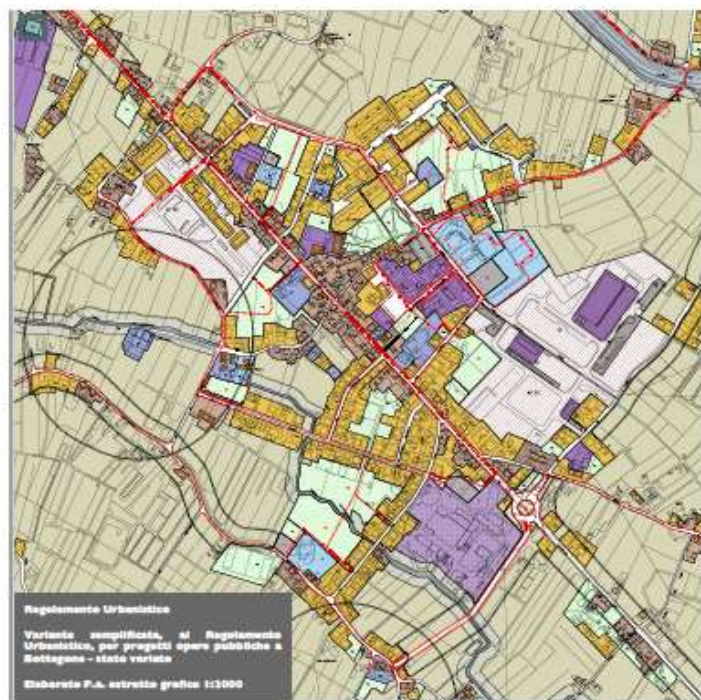 Regolamento Urbanistico
Variante semplificata, al Regolamento
Urbanistico, per progetti opere pubbliche a
Bottegone - stato variato
Elaborato P.a. estratto grafico 1:2000